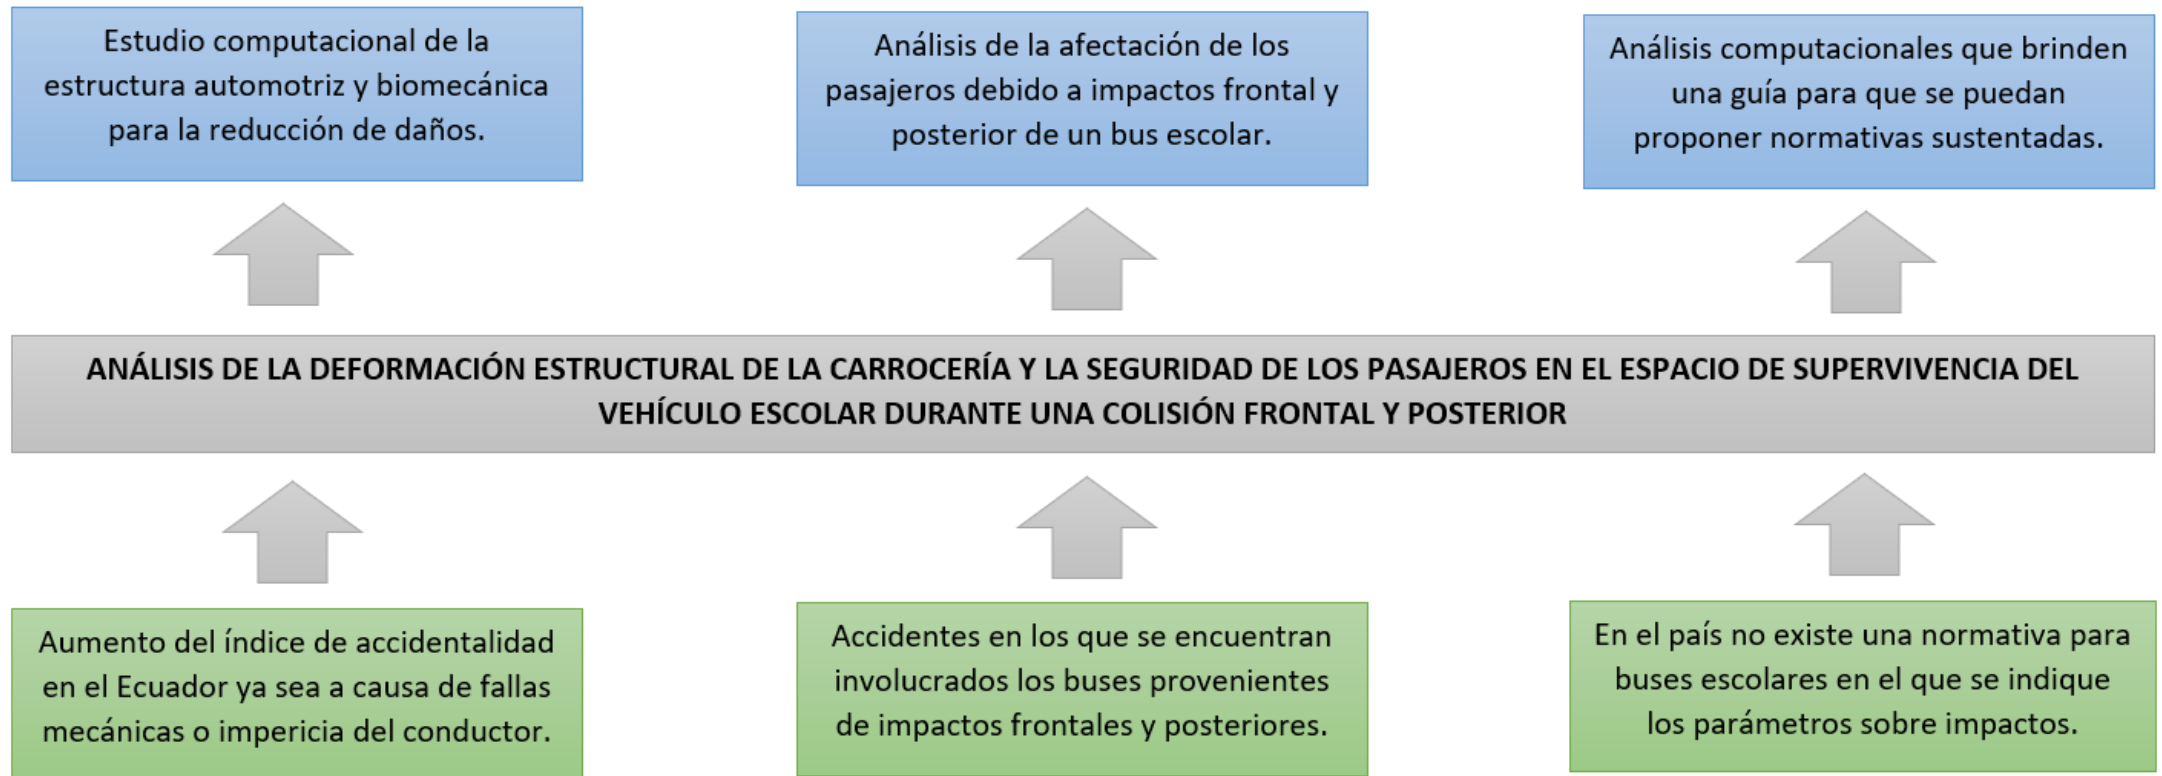 Estudio computacional de la
estructura automotriz y biomecánica
para la reducción de daños.
Análisis de la afectación de los
pasajeros debido a impactos frontal y
posterior de un bus escolar.
Análisis computacionales que brinden
una guía para que se puedan
proponer normativas sustentadas.
ANÁLISIS DE LA DEFORMACIÓN ESTRUCTURAL DE LA CARROCERÍA Y LA SEGURIDAD DE LOS PASAJEROS EN EL ESPACIO DE SUPERVIVENCIA DEL
VEHÍCULO ESCOLAR DURANTE UNA COLISIÓN FRONTAL Y POSTERIOR
Aumento del índice de accidentalidad
en el Ecuador ya sea a causa de fallas
mecánicas o impericia del conductor.
Accidentes en los que se encuentran
involucrados los buses provenientes
de impactos frontales y posteriores.
En el país no existe una normativa para
buses escolares en el que se indique
los parámetros sobre impactos.